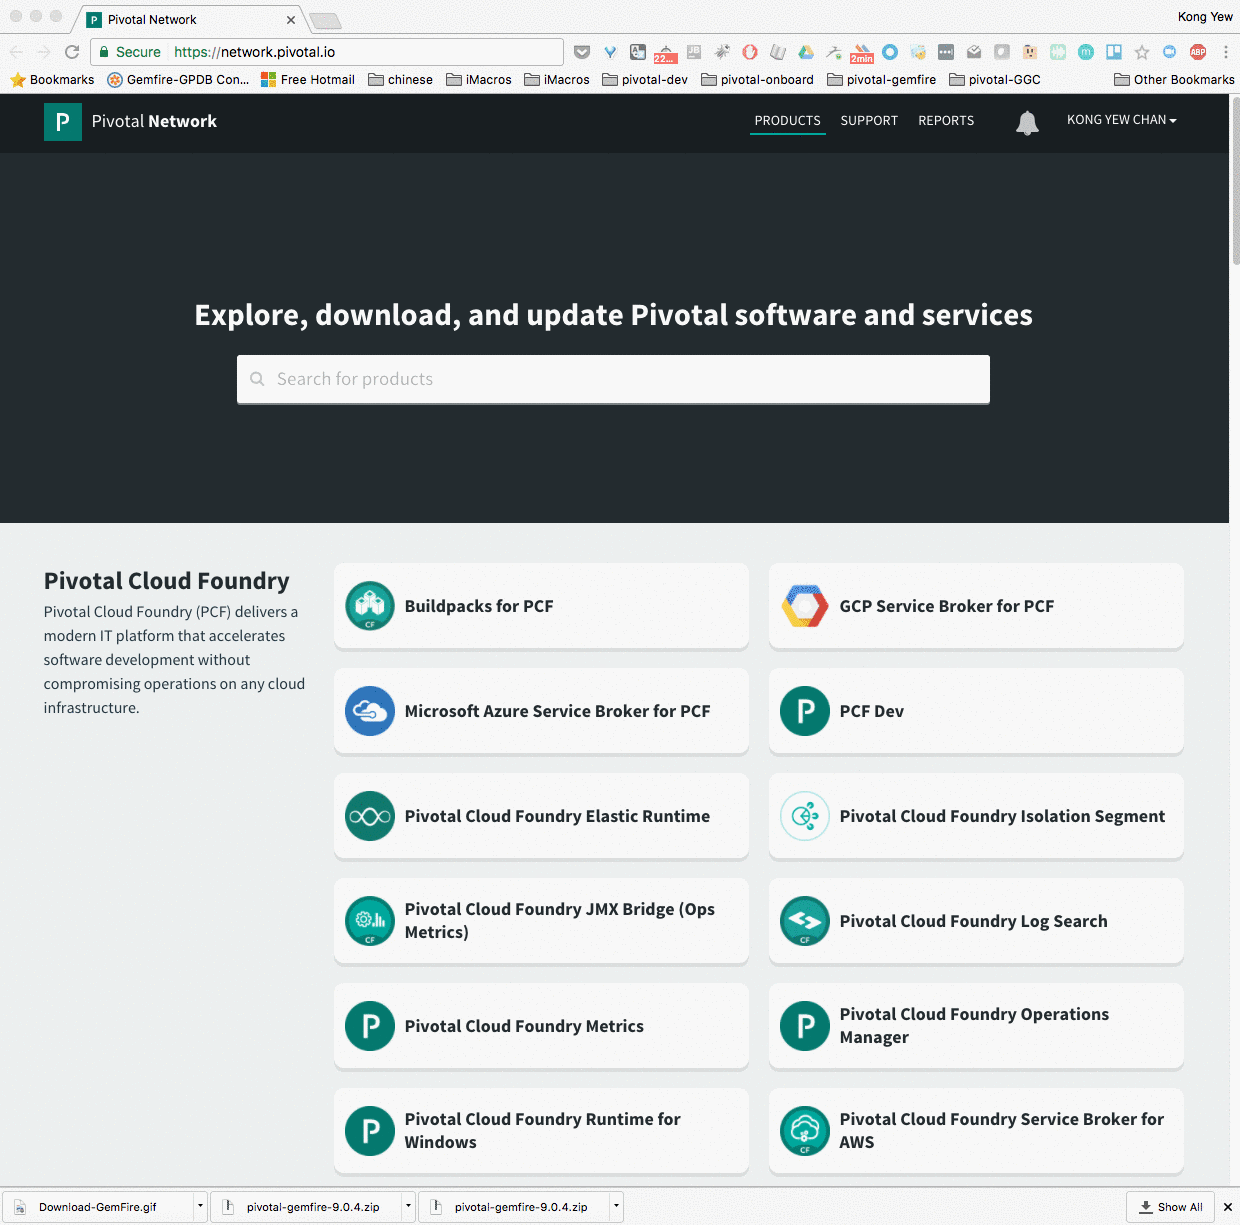 Pivotal Network
Kong Yew
Secure https://network.pivotal.io
22...
2min
ABP
Bookmarks Gemfire-GPDB Con... Free Hotmail chinese iMacros iMacros pivotal-dev pivotal-onboard pivotal-gemfire pivotal-GGC Other Bookmarks
P Pivotal Network
PRODUCTS SUPPORT REPORTS KONG YEW CHAN
Explore, download, and update Pivotal software and services
Search for products
Pivotal Cloud Foundry
Pivotal Cloud Foundry (PCF) delivers a
modern IT platform that accelerates
software development without
compromising operations on any cloud
infrastructure.
CF
Buildpacks for PCF
GCP Service Broker for PCF
Microsoft Azure Service Broker for PCF
P
PCF Dev
Pivotal Cloud Foundry Elastic Runtime
Pivotal Cloud Foundry Isolation Segment
CF
Pivotal Cloud Foundry JMX Bridge (Ops
Metrics)
CF
Pivotal Cloud Foundry Log Search
P
Pivotal Cloud Foundry Metrics
P
Pivotal Cloud Foundry Operations
Manager
P
Pivotal Cloud Foundry Runtime for
Windows
CF
Pivotal Cloud Foundry Service Broker for
AWS
Download-GemFire.gif
pivotal-gemfire-9.0.4.zip
pivotal-gemfire-9.0.4.zip
Show All